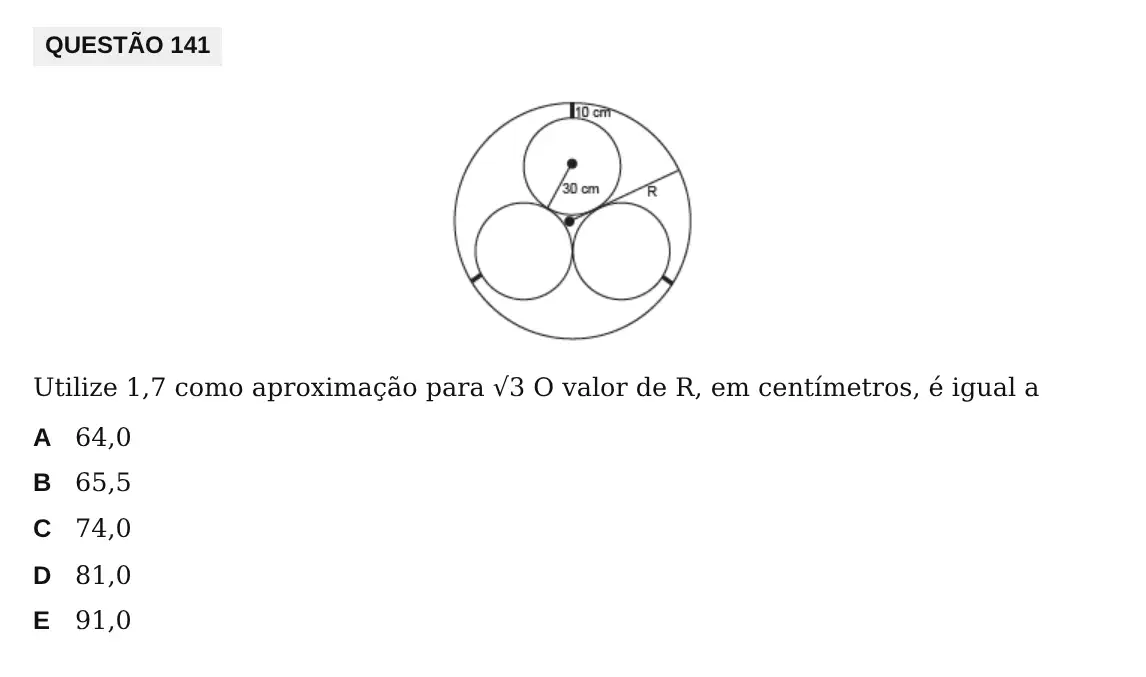 QUESTÃO 141
10 cm
30 cm
R
Utilize 1,7 como aproximação para √3 O valor de R, em centímetros, é igual a
A 64,0
B 65,5
C 74,0
D 81,0
E 91,0